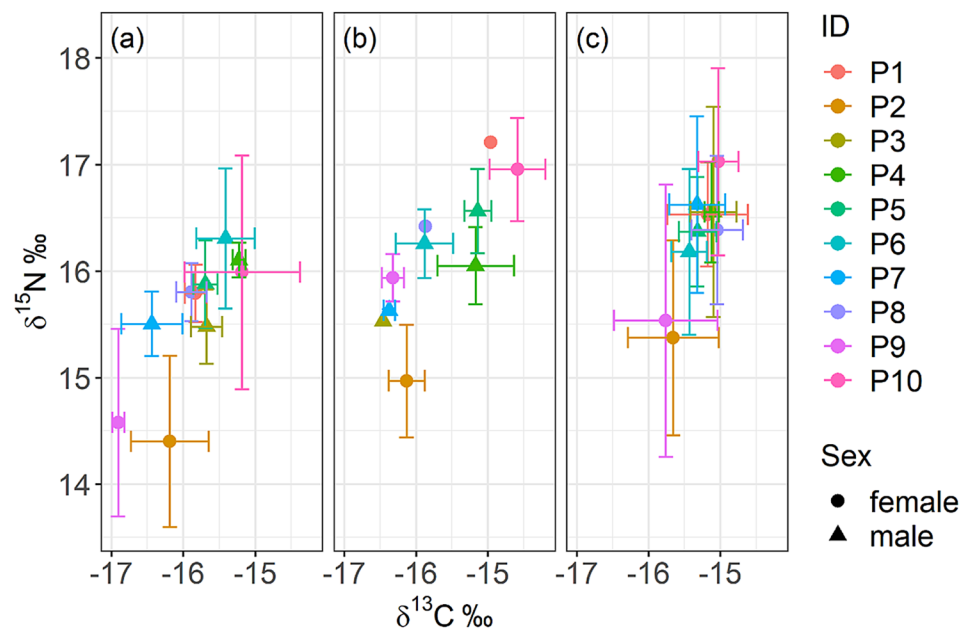 (a) (b) (c)
δ¹⁵N ‰
18
17
16
15
14
-17 -16 -15 -17 -16 -15 -17 -16 -15
δ¹³C ‰
ID
P1
P2
P3
P4
P5
P6
P7
P8
P9
P10
Sex
female
male